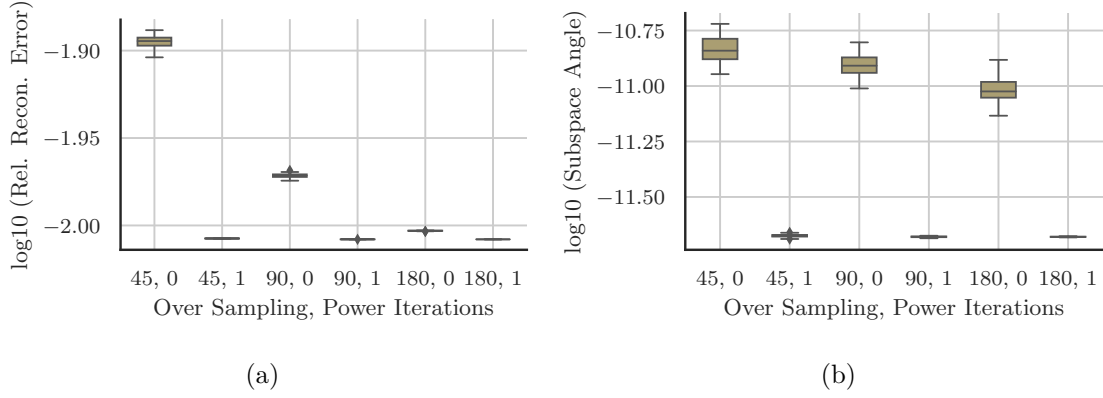 log10 (Rel. Recon. Error)
−1.90
−1.95
−2.00
45, 0 45, 1 90, 0 90, 1 180, 0 180, 1
Over Sampling, Power Iterations
(a)
log10 (Subspace Angle)
−10.75
−11.00
−11.25
−11.50
45, 0 45, 1 90, 0 90, 1 180, 0 180, 1
Over Sampling, Power Iterations
(b)